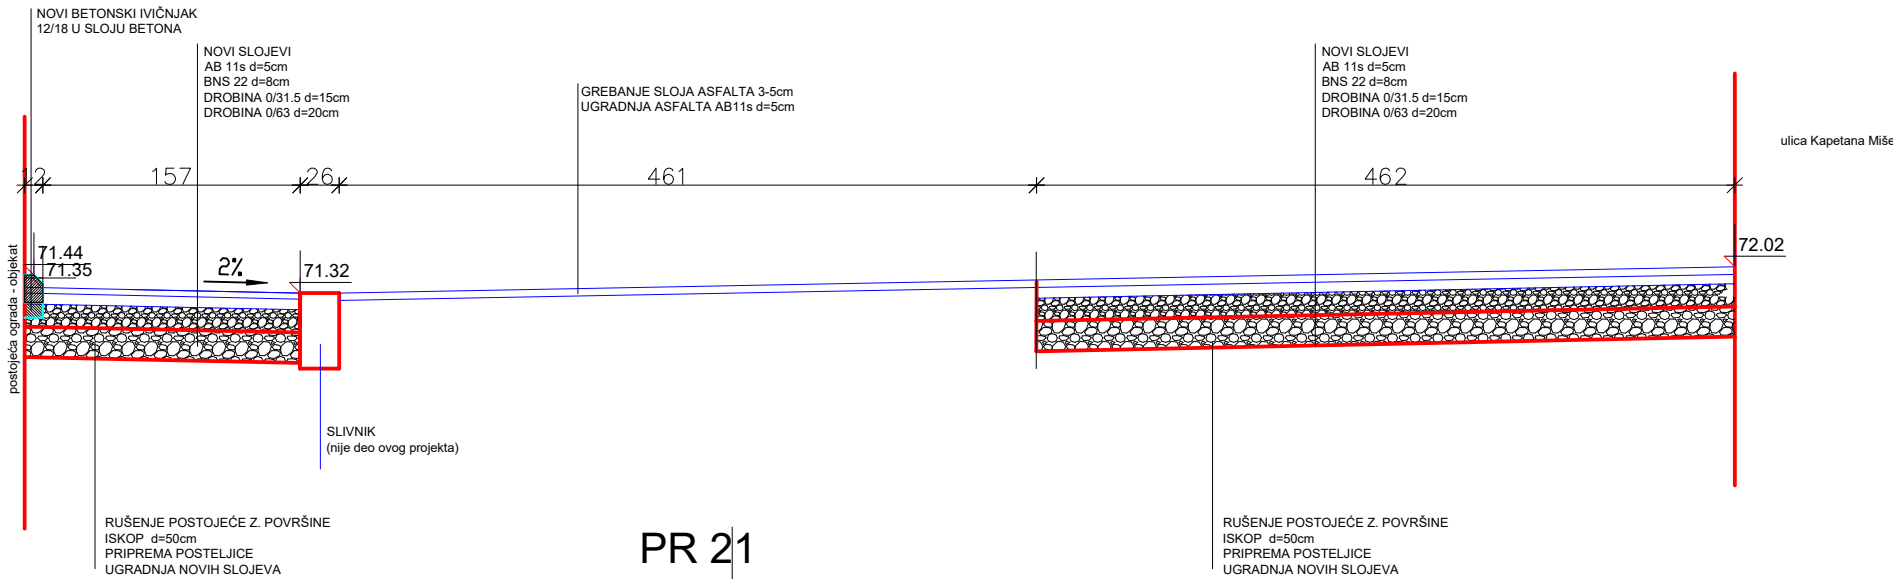 NOVI BETONSKI IVIČNJAK
12/18 U SLOJU BETONA
NOVI SLOJEVI
AB 11s d=5cm
BNS 22 d=8cm
DROBINA 0/31.5 d=15cm
DROBINA 0/63 d=20cm
GREBANJE SLOJA ASFALTA 3-5cm
UGRADNJA ASFALTA AB11s d=5cm
NOVI SLOJEVI
AB 11s d=5cm
BNS 22 d=8cm
DROBINA 0/31.5 d=15cm
DROBINA 0/63 d=20cm
ulica Kapetana Miše
12
157
26
461
462
71.44
71.35
2%
71.32
72.02
postojeća ograda - objekat
SLIVNIK
(nije deo ovog projekta)
RUŠENJE POSTOJEĆE Z. POVRŠINE
ISKOP d=50cm
PRIPREMA POSTELJICE
UGRADNJA NOVIH SLOJEVA
PR 21
RUŠENJE POSTOJEĆE Z. POVRŠINE
ISKOP d=50cm
PRIPREMA POSTELJICE
UGRADNJA NOVIH SLOJEVA